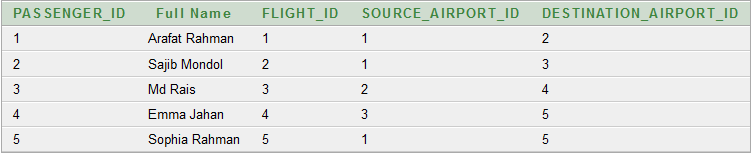 PASSENGER_ID Full Name FLIGHT_ID SOURCE_AIRPORT_ID DESTINATION_AIRPORT_ID
1 Arafat Rahman 1 1 2
2 Sajib Mondol 2 1 3
3 Md Rais 3 2 4
4 Emma Jahan 4 3 5
5 Sophia Rahman 5 1 5